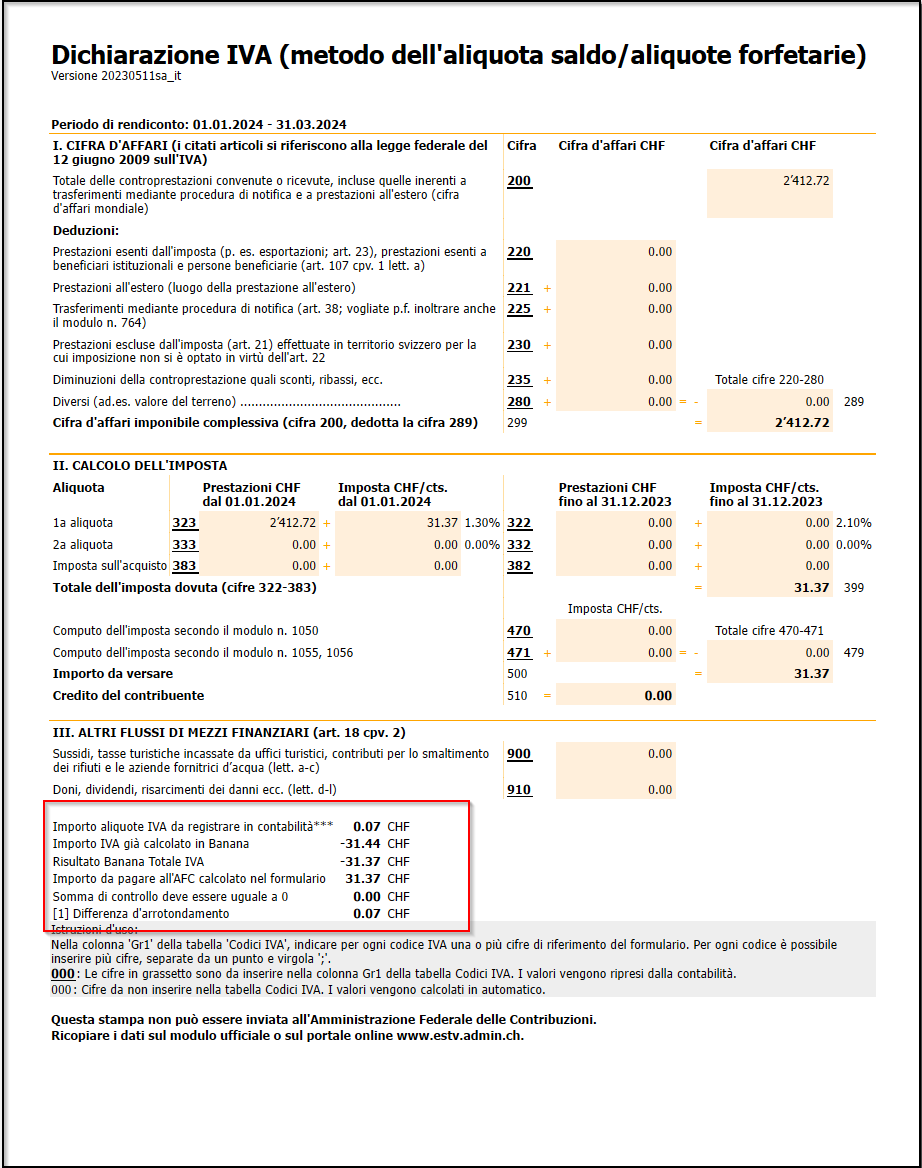 Dichiarazione IVA (metodo dell'aliquota saldo/aliquote forfetarie)
Versione 20230511sa_it
Periodo di rendiconto: 01.01.2024 - 31.03.2024
I. CIFRA D'AFFARI (i citati articoli si riferiscono alla legge federale del Cifra Cifra d'affari CHF Cifra d'affari CHF
12 giugno 2009 sull'IVA)
Totale delle controprestazioni convenute o ricevute, incluse quelle inerenti a 200 2’412.72
trasferimenti mediante procedura di notifica e a prestazioni all'estero (cifra
d'affari mondiale)
Deduzioni:
Prestazioni esenti dall'imposta (p. es. esportazioni; art. 23), prestazioni esenti a 220 0.00
beneficiari istituzionali e persone beneficiarie (art. 107 cpv. 1 lett. a)
Prestazioni all'estero (luogo della prestazione all'estero) 221 + 0.00
Trasferimenti mediante procedura di notifica (art. 38; vogliate p.f. inoltrare anche 225 + 0.00
il modulo n. 764)
Prestazioni escluse dall'imposta (art. 21) effettuate in territorio svizzero per la 230 + 0.00
cui imposizione non si è optato in virtù dell'art. 22
Diminuzioni della controprestazione quali sconti, ribassi, ecc. 235 + 0.00 Totale cifre 220-280
Diversi (ad.es. valore del terreno) ........................................... 280 + 0.00 = - 0.00 289
Cifra d'affari imponibile complessiva (cifra 200, dedotta la cifra 289) 299 = 2’412.72
II. CALCOLO DELL'IMPOSTA
Aliquota Prestazioni CHF Imposta CHF/cts. Prestazioni CHF Imposta CHF/cts.
dal 01.01.2024 dal 01.01.2024 fino al 31.12.2023 fino al 31.12.2023
1a aliquota 323 2’412.72 + 31.37 1.30% 322 0.00 + 0.00 2.10%
2a aliquota 333 0.00 + 0.00 0.00% 332 0.00 + 0.00 0.00%
Imposta sull'acquisto 383 0.00 + 0.00 382 0.00 + 0.00
Totale dell'imposta dovuta (cifre 322-383) = 31.37 399
Imposta CHF/cts.
Computo dell'imposta secondo il modulo n. 1050 470 0.00 Totale cifre 470-471
Computo dell'imposta secondo il modulo n. 1055, 1056 471 + 0.00 = - 0.00 479
Importo da versare 500 = 31.37
Credito del contribuente 510 = 0.00
III. ALTRI FLUSSI DI MEZZI FINANZIARI (art. 18 cpv. 2)
Sussidi, tasse turistiche incassate da uffici turistici, contributi per lo smaltimento 900 0.00
dei rifiuti e le aziende fornitrici d’acqua (lett. a-c)
Doni, dividendi, risarcimenti dei danni ecc. (lett. d-l) 910 0.00
Importo aliquote IVA da registrare in contabilità*** 0.07 CHF
Importo IVA già calcolato in Banana -31.44 CHF
Risultato Banana Totale IVA -31.37 CHF
Importo da pagare all'AFC calcolato nel formulario 31.37 CHF
Somma di controllo deve essere uguale a 0 0.00 CHF
[1] Differenza d'arrotondamento 0.07 CHF
Istruzioni d'uso:
Nella colonna 'Gr1' della tabella 'Codici IVA', indicare per ogni codice IVA una o più cifre di riferimento del formulario. Per ogni codice è possibile
inserire più cifre, separate da un punto e virgola ';'.
000: Le cifre in grassetto sono da inserire nella colonna Gr1 della tabella Codici IVA. I valori vengono ripresi dalla contabilità.
000: Cifre da non inserire nella tabella Codici IVA. I valori vengono calcolati in automatico.
Questa stampa non può essere inviata all'Amministrazione Federale delle Contribuzioni.
Ricopiare i dati sul modulo ufficiale o sul portale online www.estv.admin.ch.